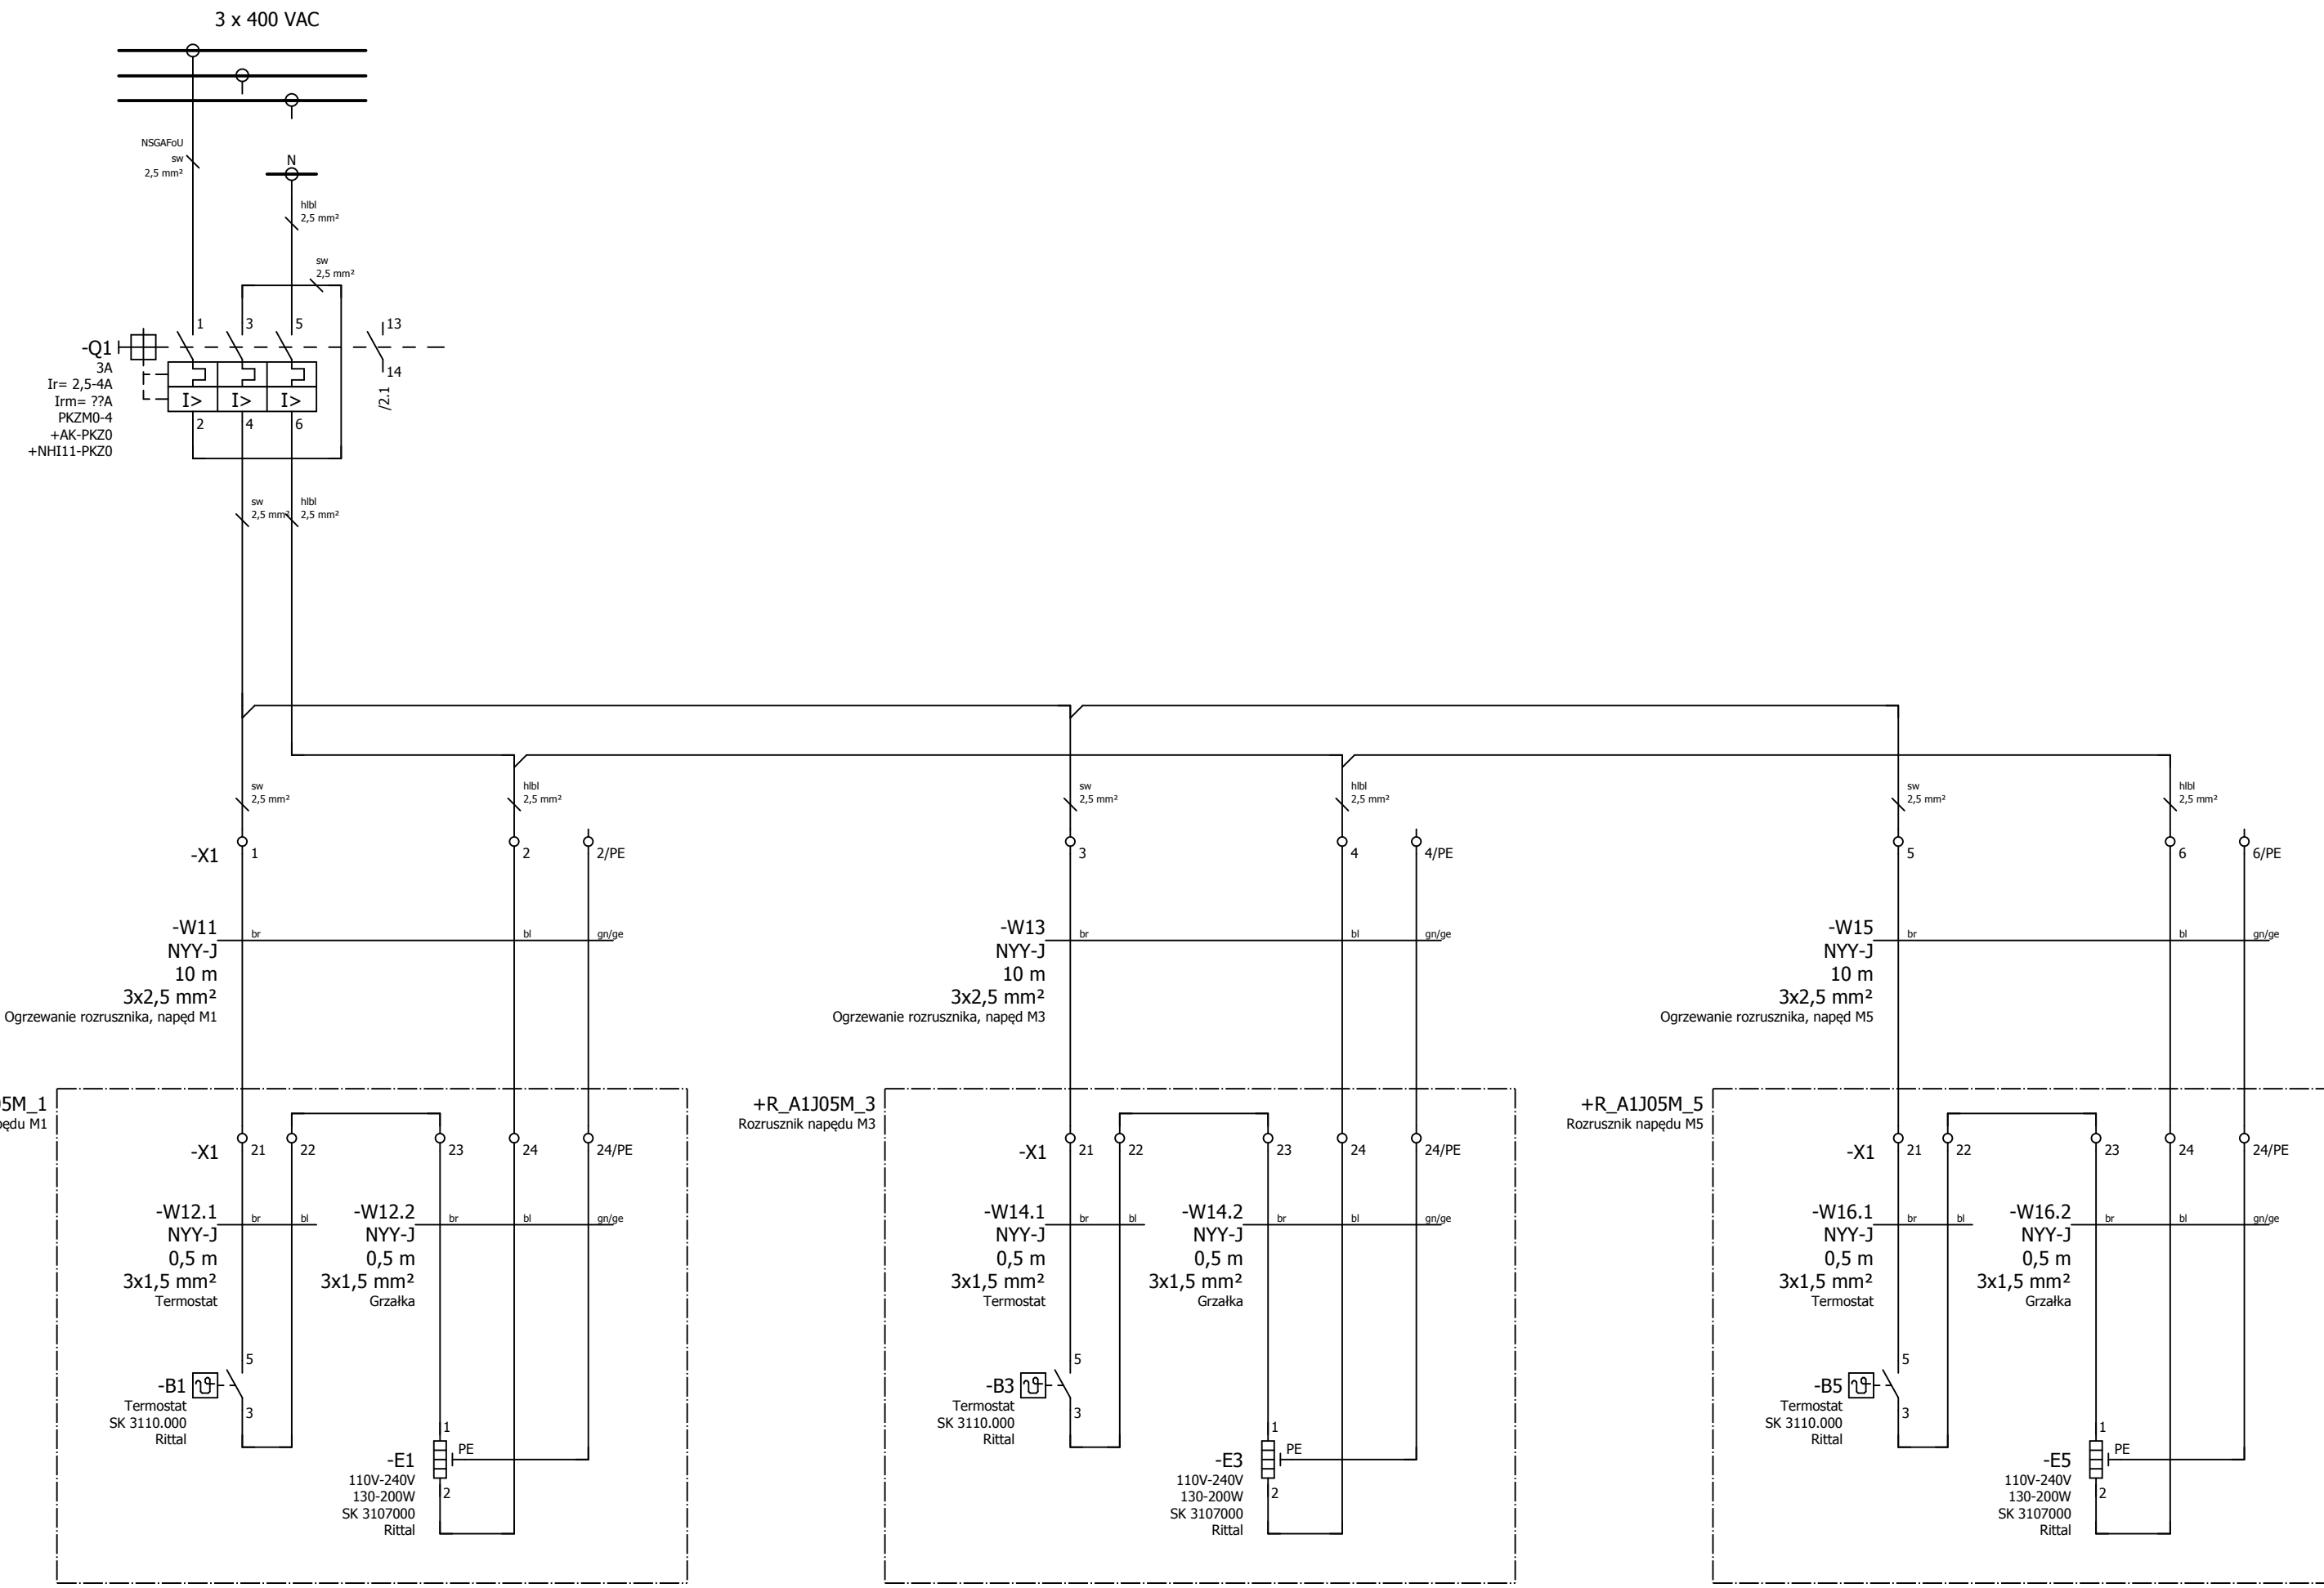 3 x 400 VAC
NSGAFoU
sw
2,5 mm²
N
hlbl
2,5 mm²
sw
2,5 mm²
1
3
5
13
-Q1
3A
Ir= 2,5-4A
Irm= ??A
PKZM0-4
+AK-PKZ0
+NHI11-PKZ0
I>
I>
I>
14
/2.1
2
4
6
sw
2,5 mm²
hlbl
2,5 mm²
sw
2,5 mm²
hlbl
2,5 mm²
sw
2,5 mm²
hlbl
2,5 mm²
sw
2,5 mm²
hlbl
2,5 mm²
-X1
1
2
2/PE
3
4
4/PE
5
6
6/PE
-W11
NYY-J
10 m
3x2,5 mm²
Ogrzewanie rozrusznika, napęd M1
br
bl
gn/ge
-W13
NYY-J
10 m
3x2,5 mm²
Ogrzewanie rozrusznika, napęd M3
br
bl
gn/ge
-W15
NYY-J
10 m
3x2,5 mm²
Ogrzewanie rozrusznika, napęd M5
br
bl
gn/ge
05M_1
pędu M1
-X1
21
22
23
24
24/PE
-W12.1
NYY-J
0,5 m
3x1,5 mm²
Termostat
br
bl
-W12.2
NYY-J
0,5 m
3x1,5 mm²
Grzałka
br
bl
gn/ge
-B1
Termostat
SK 3110.000
Rittal
5
3
-E1
110V-240V
130-200W
SK 3107000
Rittal
1
PE
2
+R_A1J05M_3
Rozrusznik napędu M3
-X1
21
22
23
24
24/PE
-W14.1
NYY-J
0,5 m
3x1,5 mm²
Termostat
br
bl
-W14.2
NYY-J
0,5 m
3x1,5 mm²
Grzałka
br
bl
gn/ge
-B3
Termostat
SK 3110.000
Rittal
5
3
-E3
110V-240V
130-200W
SK 3107000
Rittal
1
PE
2
+R_A1J05M_5
Rozrusznik napędu M5
-X1
21
22
23
24
24/PE
-W16.1
NYY-J
0,5 m
3x1,5 mm²
Termostat
br
bl
-W16.2
NYY-J
0,5 m
3x1,5 mm²
Grzałka
br
bl
gn/ge
-B5
Termostat
SK 3110.000
Rittal
5
3
-E5
110V-240V
130-200W
SK 3107000
Rittal
1
PE
2